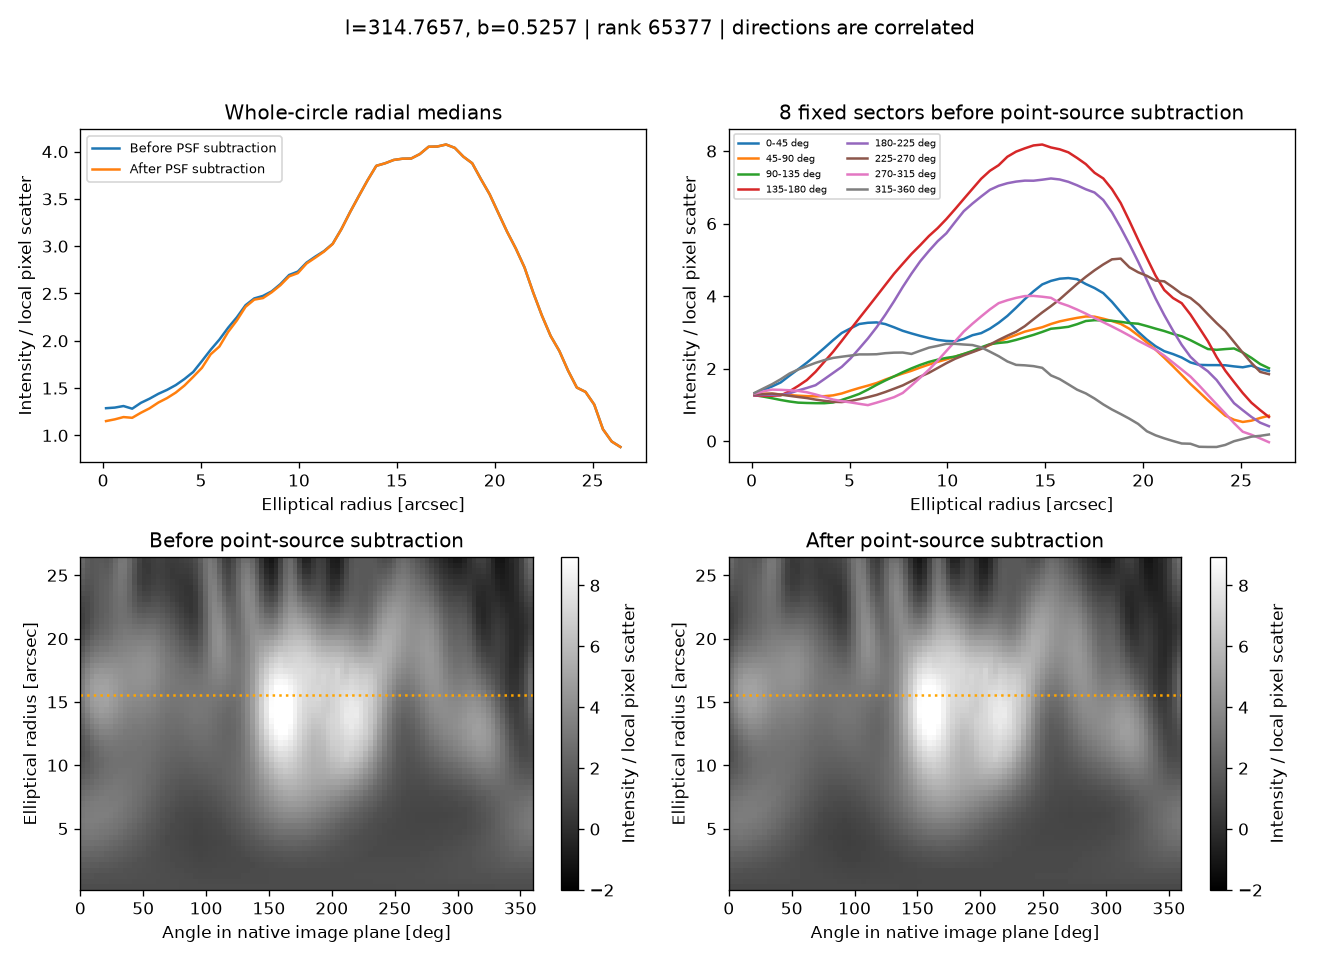 l=314.7657, b=0.5257 | rank 65377 | directions are correlated
Whole-circle radial medians
Before PSF subtraction
After PSF subtraction
Intensity / local pixel scatter
4.0
3.5
3.0
2.5
2.0
1.5
1.0
0 5 10 15 20 25
Elliptical radius [arcsec]
8 fixed sectors before point-source subtraction
0-45 deg
45-90 deg
90-135 deg
135-180 deg
180-225 deg
225-270 deg
270-315 deg
315-360 deg
Intensity / local pixel scatter
8
6
4
2
0
0 5 10 15 20 25
Elliptical radius [arcsec]
Before point-source subtraction
Elliptical radius [arcsec]
25
20
15
10
5
0 50 100 150 200 250 300 350
Angle in native image plane [deg]
8
6
4
2
0
−2
Intensity / local pixel scatter
After point-source subtraction
Elliptical radius [arcsec]
25
20
15
10
5
0 50 100 150 200 250 300 350
Angle in native image plane [deg]
8
6
4
2
0
−2
Intensity / local pixel scatter